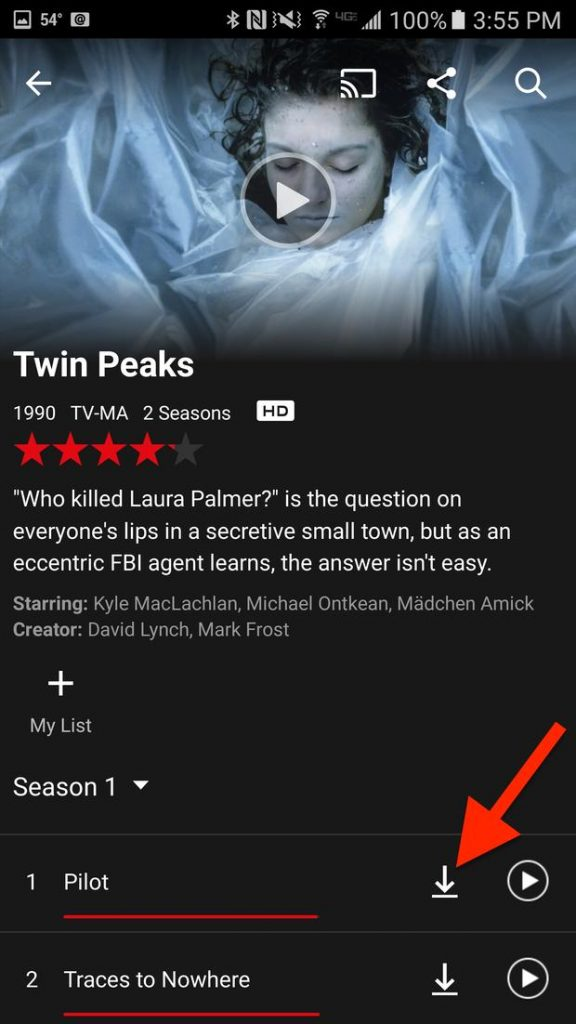 54° 4G 100% 3:55 PM
Twin Peaks
1990 TV-MA 2 Seasons HD
"Who killed Laura Palmer?" is the question on
everyone's lips in a secretive small town, but as an
eccentric FBI agent learns, the answer isn't easy.
Starring: Kyle MacLachlan, Michael Ontkean, Mädchen Amick
Creator: David Lynch, Mark Frost
My List
Season 1
1 Pilot
2 Traces to Nowhere